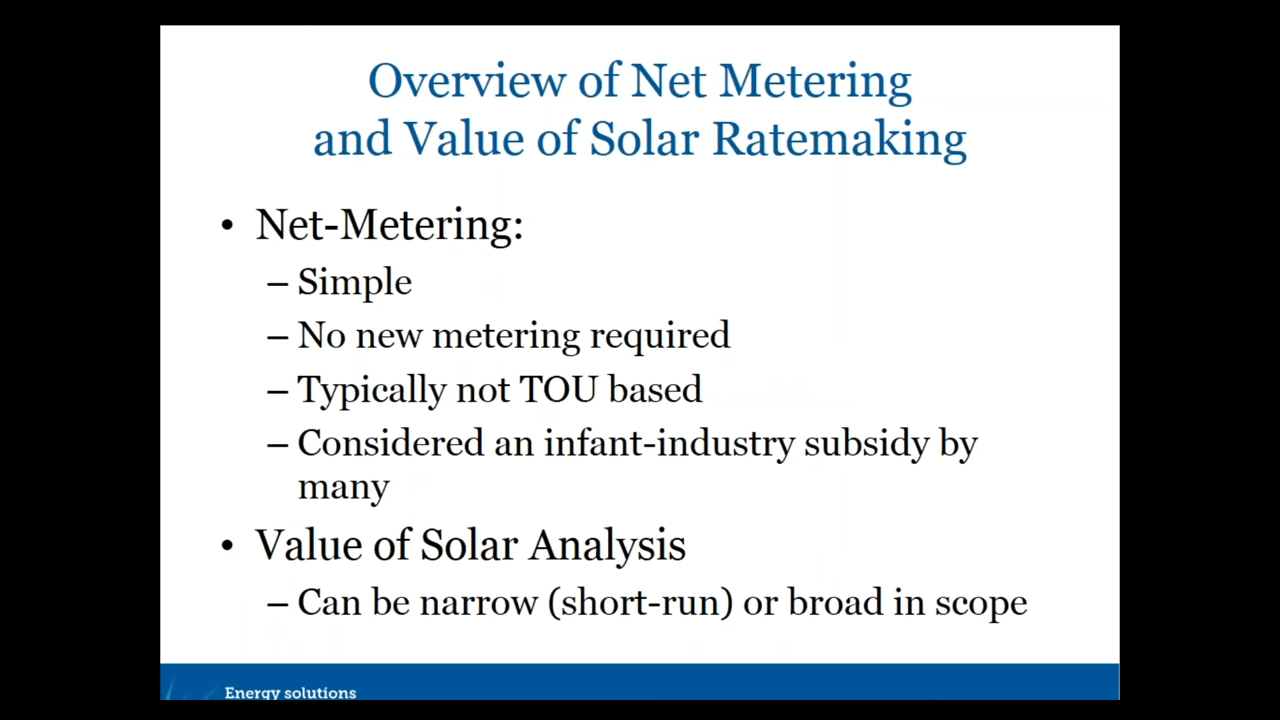 Overview of Net Metering
and Value of Solar Ratemaking
• Net-Metering:
– Simple
– No new metering required
– Typically not TOU based
– Considered an infant-industry subsidy by
many
• Value of Solar Analysis
– Can be narrow (short-run) or broad in scope
Energy solutions